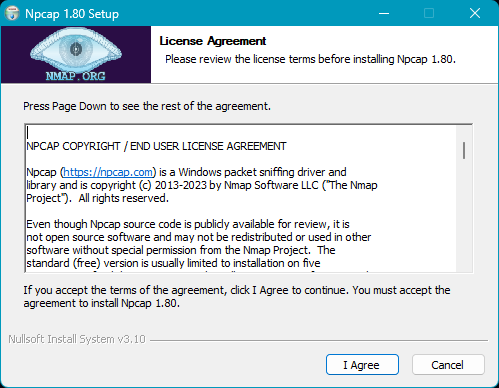 Npcap 1.80 Setup
NMAP.ORG
License Agreement
Please review the license terms before installing Npcap 1.80.
Press Page Down to see the rest of the agreement.
NPCAP COPYRIGHT / END USER LICENSE AGREEMENT
Npcap (https://npcap.com) is a Windows packet sniffing driver and
library and is copyright (c) 2013-2023 by Nmap Software LLC ("The Nmap
Project").  All rights reserved.
Even though Npcap source code is publicly available for review, it is
not open source software and may not be redistributed or used in other
software without special permission from the Nmap Project.  The
standard (free) version is usually limited to installation on five
If you accept the terms of the agreement, click I Agree to continue. You must accept the
agreement to install Npcap 1.80.
Nullsoft Install System v3.10
I Agree
Cancel